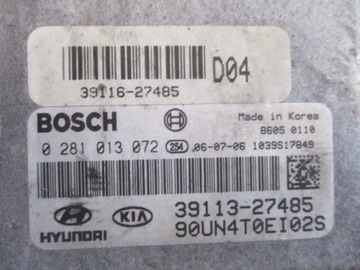 D04
39116-27485
BOSCH
Made in Korea
8605 0110
0 281 013 072 254 06-07-06 1039S17849
HYUNDAI KIA
39113-27485
90UN4T0EI02S